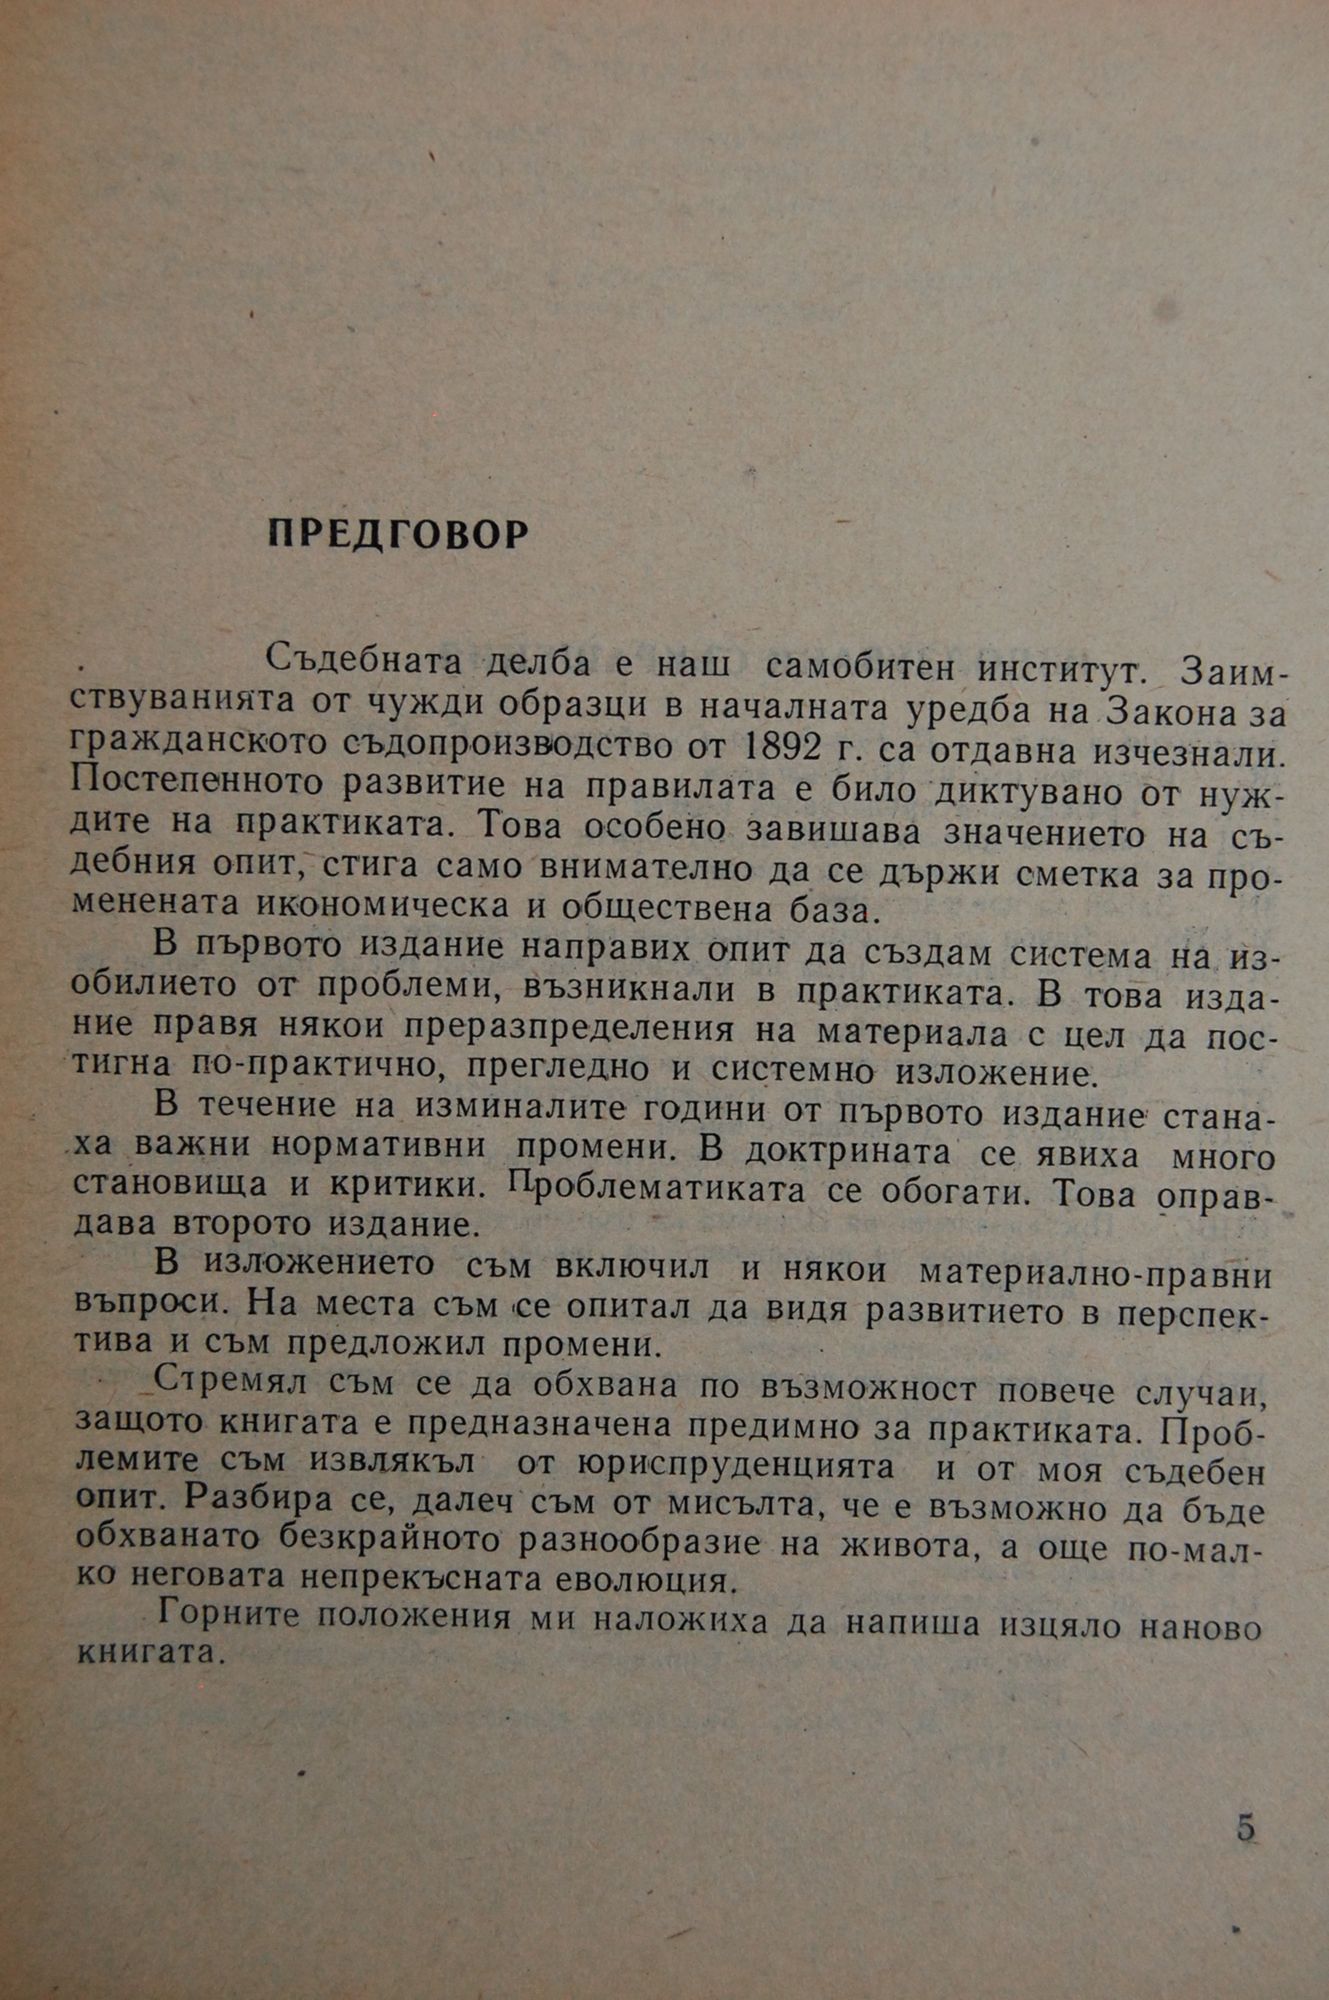 ПРЕДГОВОР
Съдебната делба е наш самобитен институт. Заим-
ствуванията от чужди образци в началната уредба на Закона за
гражданското съдопроизводство от 1892 г. са отдавна изчезнали.
Постепенното развитие на правилата е било диктувано от нуж-
дите на практиката. Това особено завишава значението на съ-
дебния опит, стига само внимателно да се държи сметка за про-
менената икономическа и обществена база.
В първото издание направих опит да създам система на из-
обилието от проблеми, възникнали в практиката. В това изда-
ние правя някои преразпределения на материала с цел да пос-
тигна по-практично, прегледно и системно изложение.
В течение на изминалите години от първото издание стана-
ха важни нормативни промени. В доктрината се явиха много
становища и критики. Проблематиката се обогати. Това оправ-
дава второто издание.
В изложението съм включил и някои материално-правни
въпроси. На места съм се опитал да видя развитието в перспек-
тива и съм предложил промени.
Стремял съм се да обхвана по възможност повече случаи,
защото книгата е предназначена предимно за практиката. Проб-
лемите съм извлякъл от юриспруденцията и от моя съдебен
опит. Разбира се, далеч съм от мисълта, че е възможно да бъде
обхванато безкрайното разнообразие на живота, а още по-мал-
ко неговата непрекъсната еволюция.
Горните положения ми наложиха да напиша изцяло наново
книгата.
5